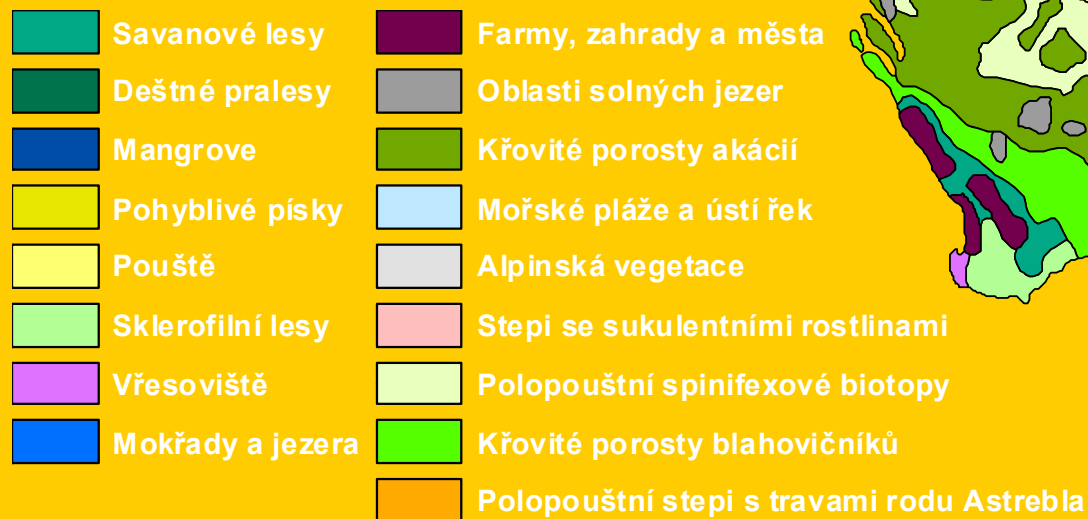 Savanové lesy
Deštné pralesy
Mangrove
Pohyblivé písky
Pouště
Sklerofilní lesy
Vřesoviště
Mokřady a jezera
Farmy, zahrady a města
Oblasti solných jezer
Křovité porosty akácií
Mořské pláže a ústí řek
Alpinská vegetace
Stepi se sukulentními rostlinami
Polopouštní spinifexové biotopy
Křovité porosty blahovičníků
Polopouštní stepi s travami rodu Astrebla